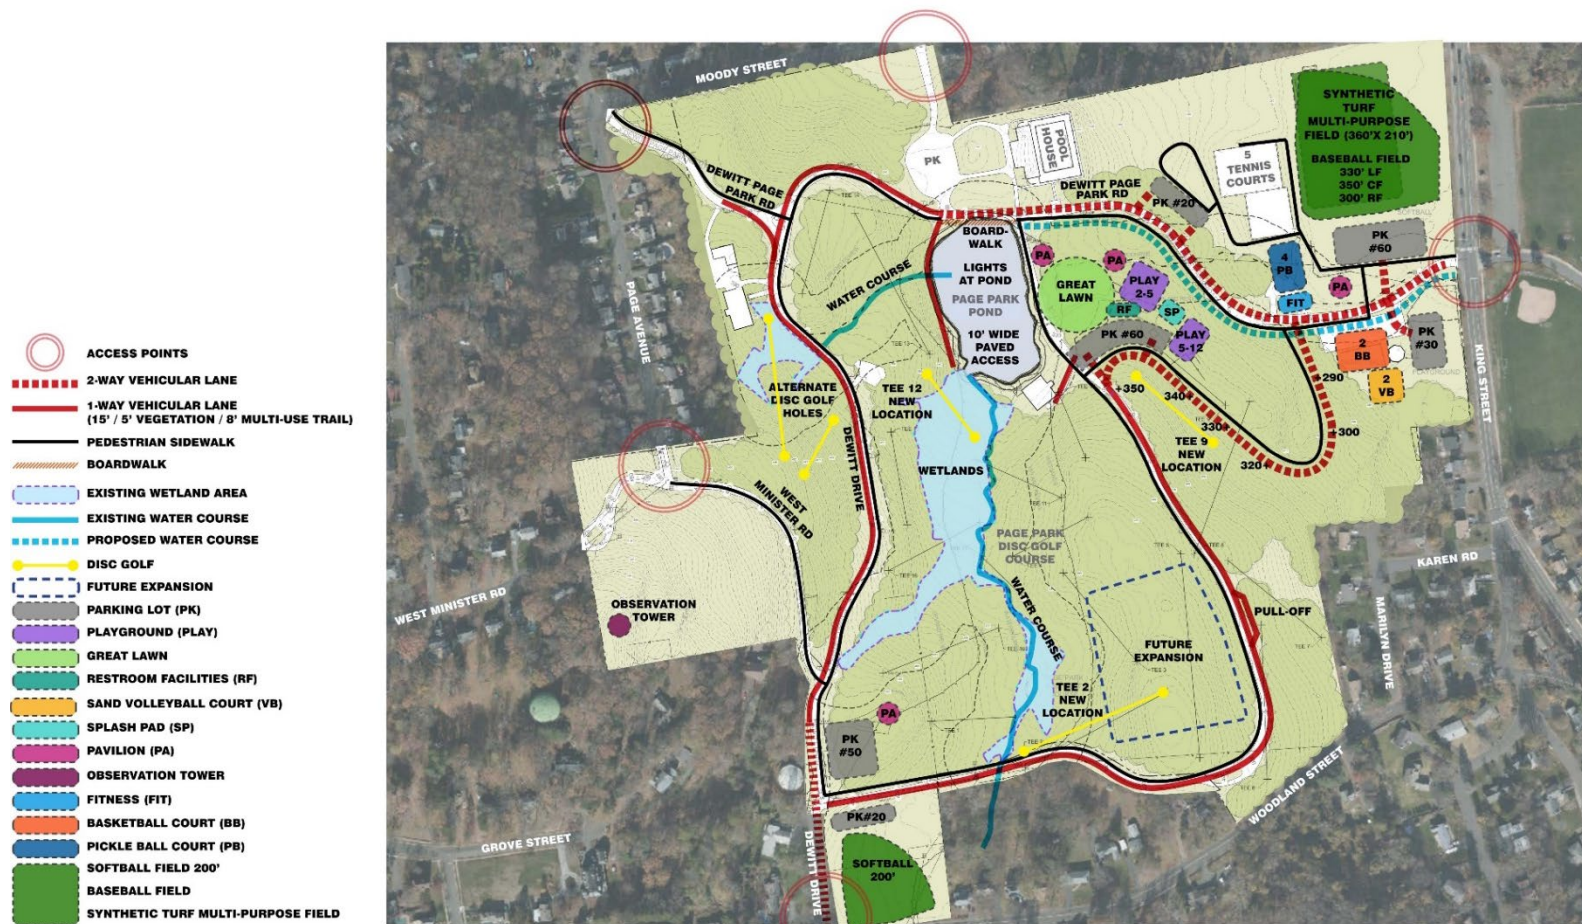 ACCESS POINTS
2-WAY VEHICULAR LANE
1-WAY VEHICULAR LANE
(15' / 5' VEGETATION / 8' MULTI-USE TRAIL)
PEDESTRIAN SIDEWALK
BOARDWALK
EXISTING WETLAND AREA
EXISTING WATER COURSE
PROPOSED WATER COURSE
DISC GOLF
FUTURE EXPANSION
PARKING LOT (PK)
PLAYGROUND (PLAY)
GREAT LAWN
RESTROOM FACILITIES (RF)
SAND VOLLEYBALL COURT (VB)
SPLASH PAD (SP)
PAVILION (PA)
OBSERVATION TOWER
FITNESS (FIT)
BASKETBALL COURT (BB)
PICKLE BALL COURT (PB)
SOFTBALL FIELD 200'
BASEBALL FIELD
SYNTHETIC TURF MULTI-PURPOSE FIELD
MOODY STREET
PAGE AVENUE
DEWITT PAGE
PARK RD
PK
POOL
HOUSE
DEWITT PAGE
PARK RD
PK #20
5
TENNIS
COURTS
SYNTHETIC
TURF
MULTI-PURPOSE
FIELD (360'X 210')
BASEBALL FIELD
330' LF
350' CF
300' RF
SOFTBALL
PK
#60
WATER COURSE
BOARD-
WALK
LIGHTS
AT POND
PAGE PARK
POND
10' WIDE
PAVED
ACCESS
PA
PA
GREAT
LAWN
PLAY
2-5
RF
SP
PK #60
PLAY
5-12
4
PB
FIT
PA
2
BB
2
VB
PK
#30
PLAYGROUND
KING STREET
+290
+300
320+
330+
340+
+350
TEE 9
NEW
LOCATION
ALTERNATE
DISC GOLF
HOLES
TEE 12
NEW
LOCATION
DEWITT DRIVE
WEST
MINISTER RD
WETLANDS
PAGE PARK
DISC GOLF
COURSE
WATER COURSE
WEST MINISTER RD
OBSERVATION
TOWER
KAREN RD
MARILYN DRIVE
PULL-OFF
FUTURE
EXPANSION
TEE 2
NEW
LOCATION
PA
PK
#50
WOODLAND STREET
GROVE STREET
DEWITT DRIVE
PK#20
SOFTBALL
200'